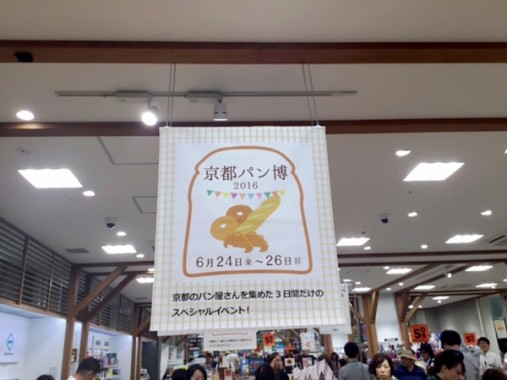 京都パン博
2016
6月24日金〜26日日
京都のパン屋さんを集めた3日間だけの
スペシャルイベント!